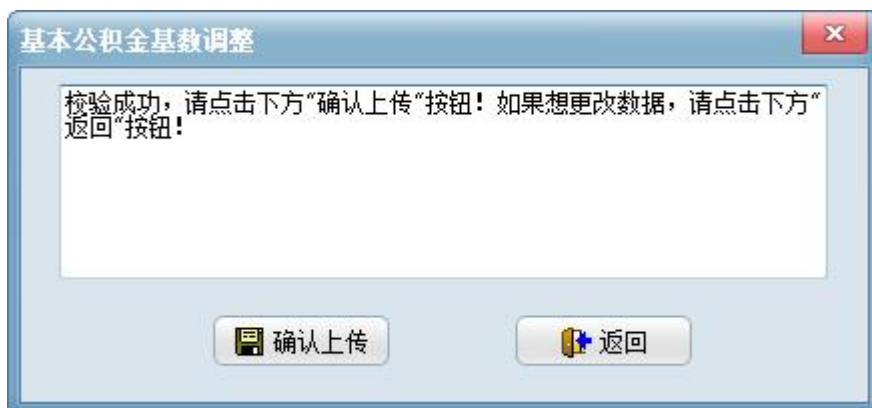 基本公积金基数调整
校验成功，请点击下方“确认上传“按钮！如果想更改数据，请点击下方“
返回“按钮！
确认上传
返回